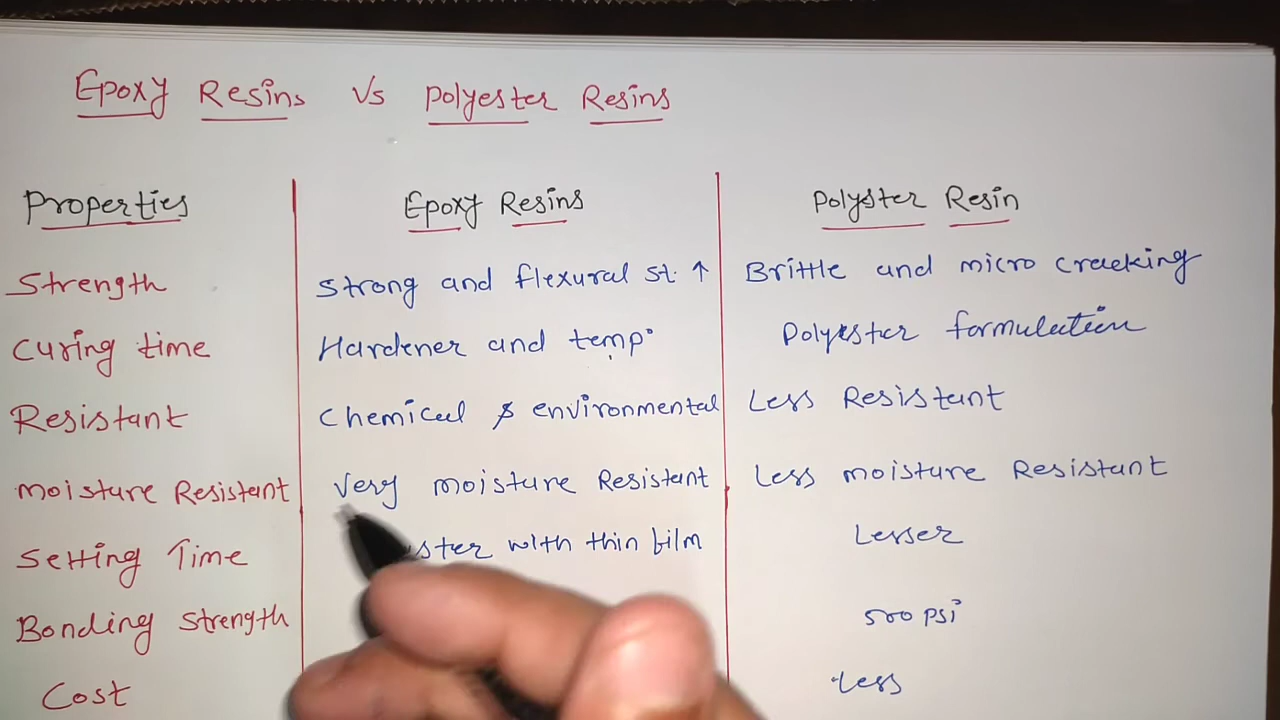 Epoxy Resins Vs Polyester Resins
Properties Epoxy Resins Polyster Resin
Strength Strong and flexural st. ↑ Brittle and micro cracking
Curing time Hardener and temp° Polyester formulation
Resistant Chemical & environmental Less Resistant
Moisture Resistant Very moisture Resistant Less moisture Resistant
Setting Time with thin film Lesser
Bonding Strength 500 psi
Cost Less